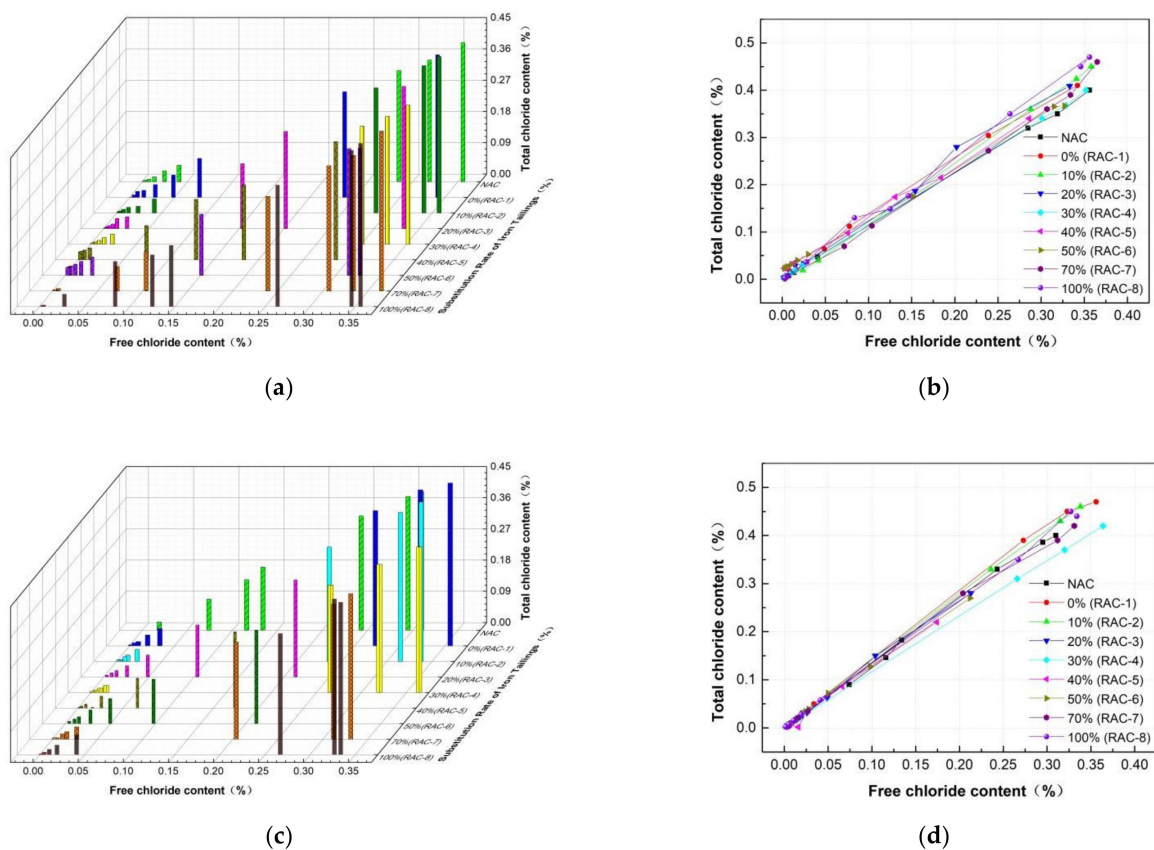 0.45
0.36
0.27
0.18
0.09
0.00
Total chloride content (%)
NAC
0%(RAC-1)
10%(RAC-2)
20%(RAC-3)
30%(RAC-4)
40%(RAC-5)
50%(RAC-6)
70%(RAC-7)
100%(RAC-8)
Substitution Rate of Iron Tailings (%)
0.00 0.05 0.10 0.15 0.20 0.25 0.30 0.35
Free chloride content (%)
(a)
Total chloride content (%)
0.5
0.4
0.3
0.2
0.1
0.0
NAC
0% (RAC-1)
10% (RAC-2)
20% (RAC-3)
30% (RAC-4)
40% (RAC-5)
50% (RAC-6)
70% (RAC-7)
100% (RAC-8)
0.00 0.05 0.10 0.15 0.20 0.25 0.30 0.35 0.40
Free chloride content (%)
(b)
0.45
0.36
0.27
0.18
0.09
0.00
Total chloride content (%)
NAC
0%(RAC-1)
10%(RAC-2)
20%(RAC-3)
30%(RAC-4)
40%(RAC-5)
50%(RAC-6)
70%(RAC-7)
100%(RAC-8)
Substitution Rate of Iron Tailings (%)
0.00 0.05 0.10 0.15 0.20 0.25 0.30 0.35
Free chloride content (%)
(c)
Total chloride content (%)
0.5
0.4
0.3
0.2
0.1
0.0
NAC
0% (RAC-1)
10% (RAC-2)
20% (RAC-3)
30% (RAC-4)
40% (RAC-5)
50% (RAC-6)
70% (RAC-7)
100% (RAC-8)
0.00 0.05 0.10 0.15 0.20 0.25 0.30 0.35 0.40
Free chloride content (%)
(d)